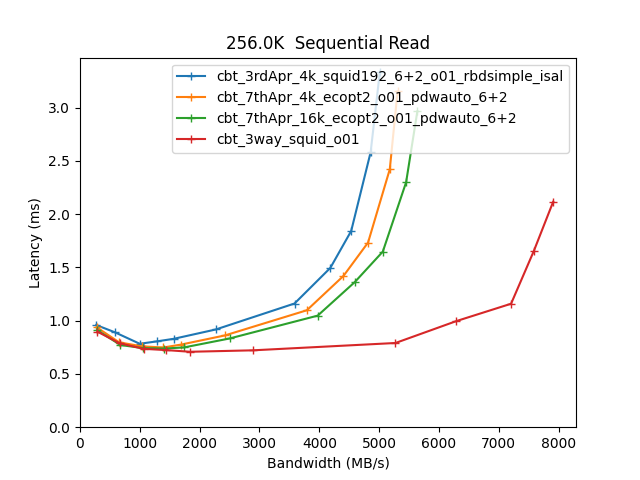 256.0K  Sequential Read
cbt_3rdApr_4k_squid192_6+2_o01_rbdsimple_isal
cbt_7thApr_4k_ecopt2_o01_pdwauto_6+2
cbt_7thApr_16k_ecopt2_o01_pdwauto_6+2
cbt_3way_squid_o01
Latency (ms)
3.0
2.5
2.0
1.5
1.0
0.5
0.0
0 1000 2000 3000 4000 5000 6000 7000 8000
Bandwidth (MB/s)